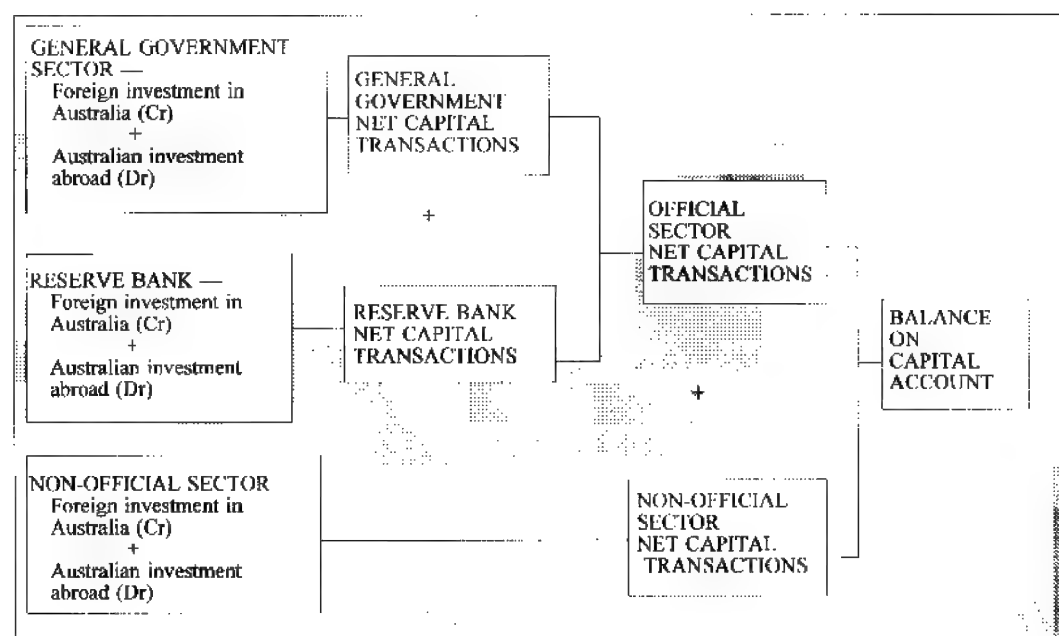 GENERAL GOVERNMENT
SECTOR —
Foreign investment in
Australia (Cr)
+
Australian investment
abroad (Dr)
GENERAL
GOVERNMENT
NET CAPITAL
TRANSACTIONS
+
RESERVE BANK —
Foreign investment in
Australia (Cr)
+
Australian investment
abroad (Dr)
RESERVE BANK
NET CAPITAL
TRANSACTIONS
OFFICIAL
SECTOR
NET CAPITAL
TRANSACTIONS
+
NON-OFFICIAL SECTOR
Foreign investment in
Australia (Cr)
+
Australian investment
abroad (Dr)
NON-OFFICIAL
SECTOR
NET CAPITAL
TRANSACTIONS
BALANCE
ON
CAPITAL
ACCOUNT